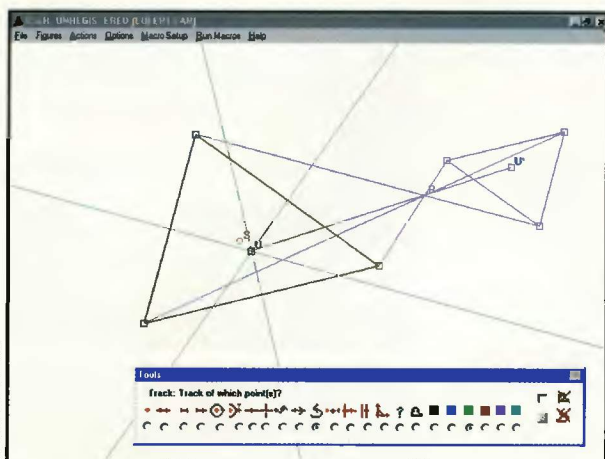 File Figures Actions Options Macro Setup Run Macros Help
Tools
Track: Track of which point(s)?